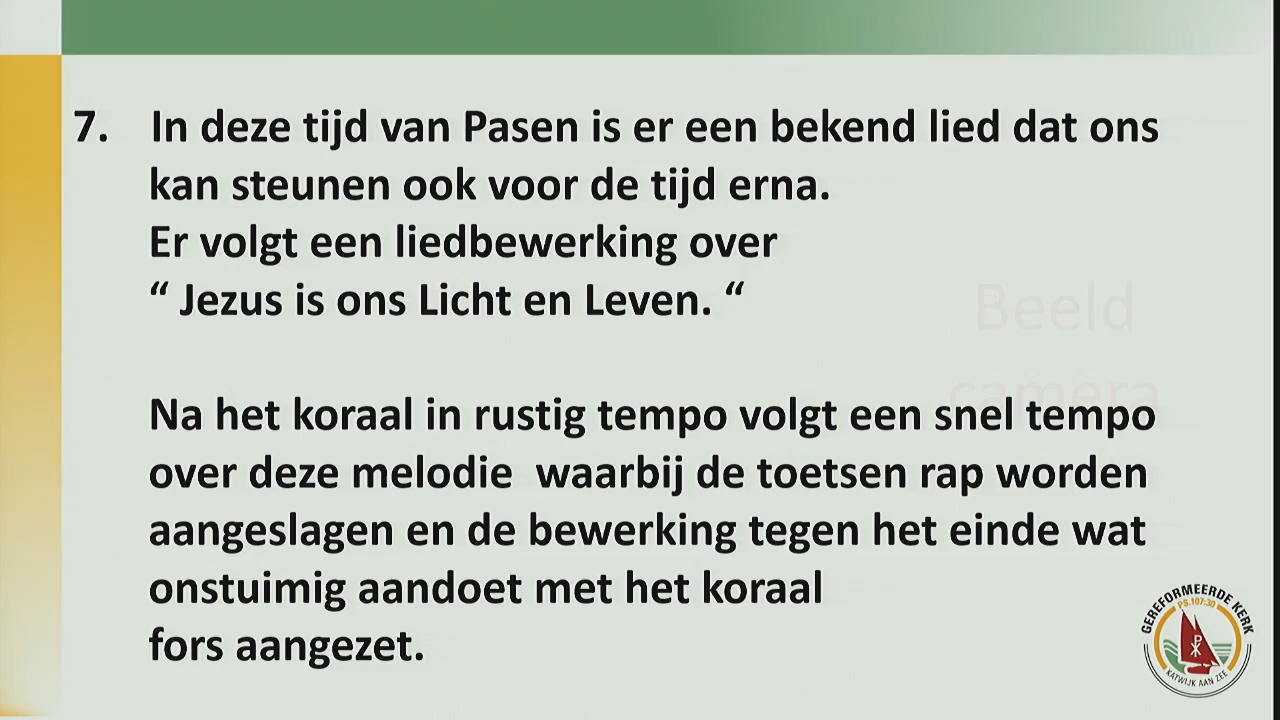 7. In deze tijd van Pasen is er een bekend lied dat ons
kan steunen ook voor de tijd erna.
Er volgt een liedbewerking over
“ Jezus is ons Licht en Leven. “
Beeld
camera
Na het koraal in rustig tempo volgt een snel tempo
over deze melodie waarbij de toetsen rap worden
aangeslagen en de bewerking tegen het einde wat
onstuimig aandoet met het koraal
fors aangezet.
GEREFORMEERDE KERK
PS.107:30
KATWIJK AAN ZEE